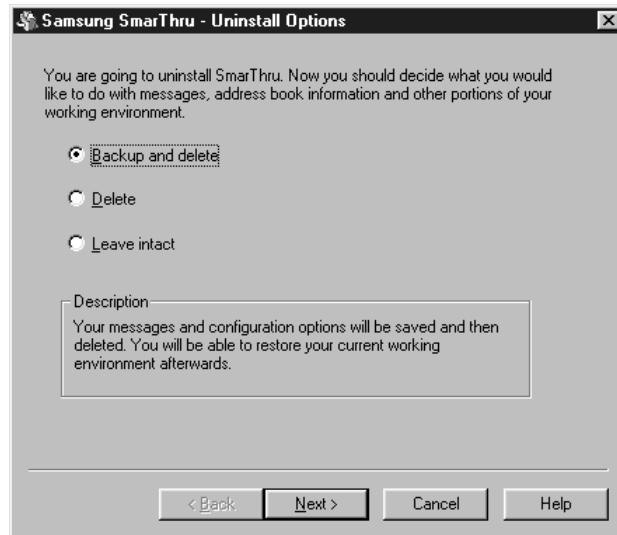 Samsung SmarThru - Uninstall Options
You are going to uninstall SmarThru. Now you should decide what you would
like to do with messages, address book information and other portions of your
working environment.
Backup and delete
Delete
Leave intact
Description
Your messages and configuration options will be saved and then
deleted. You will be able to restore your current working
environment afterwards.
< Back Next > Cancel Help